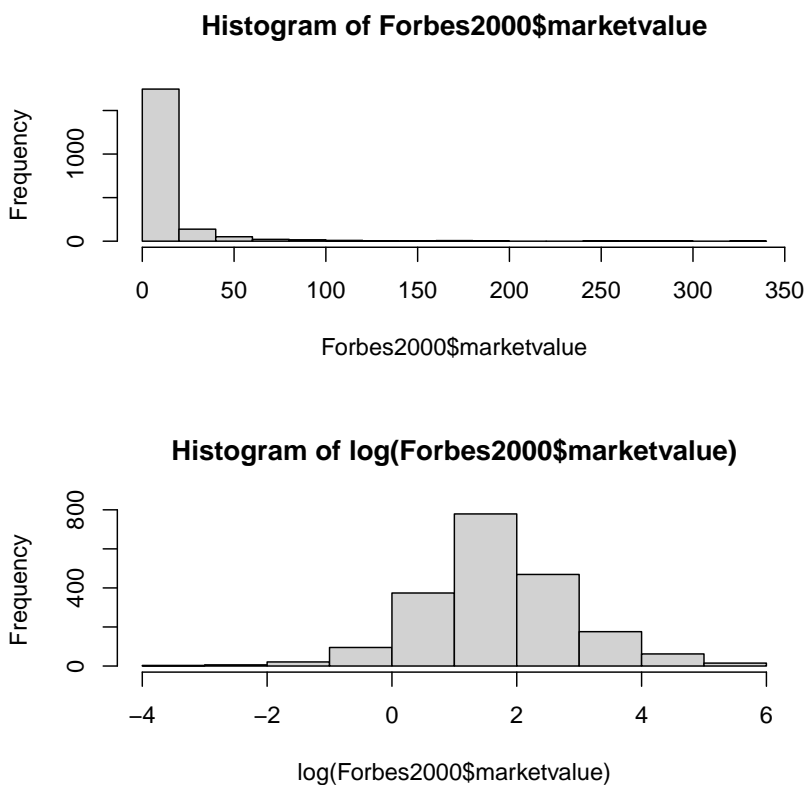 Histogram of Forbes2000$marketvalue
Frequency
0 1000
0 50 100 150 200 250 300 350
Forbes2000$marketvalue
Histogram of log(Forbes2000$marketvalue)
Frequency
0 400 800
−4 −2 0 2 4 6
log(Forbes2000$marketvalue)